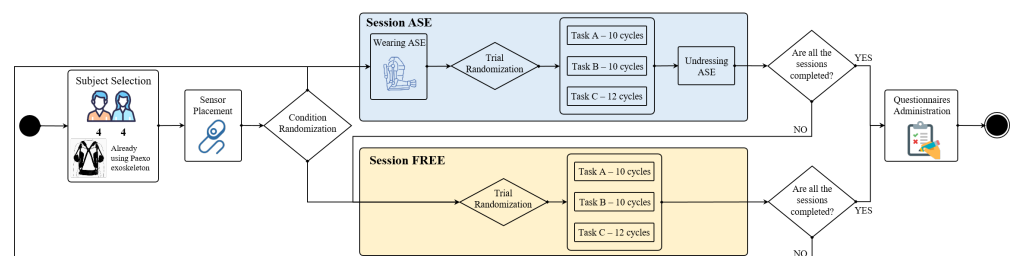 Subject Selection
4 4
Already
using Paexo
exoskeleton
Sensor
Placement
Condition
Randomization
Session ASE
Wearing ASE
Trial
Randomization
Task A – 10 cycles
Task B – 10 cycles
Task C – 12 cycles
Undressing
ASE
Are all the
sessions
completed?
YES
NO
Session FREE
Trial
Randomization
Task A – 10 cycles
Task B – 10 cycles
Task C – 12 cycles
Are all the
sessions
completed?
YES
NO
Questionnaires
Administration